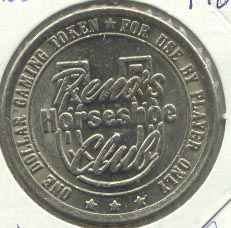 ONE DOLLAR GAMING TOKEN ★ FOR USE BY PLAYER ONLY
Reno's
Horseshoe
Club